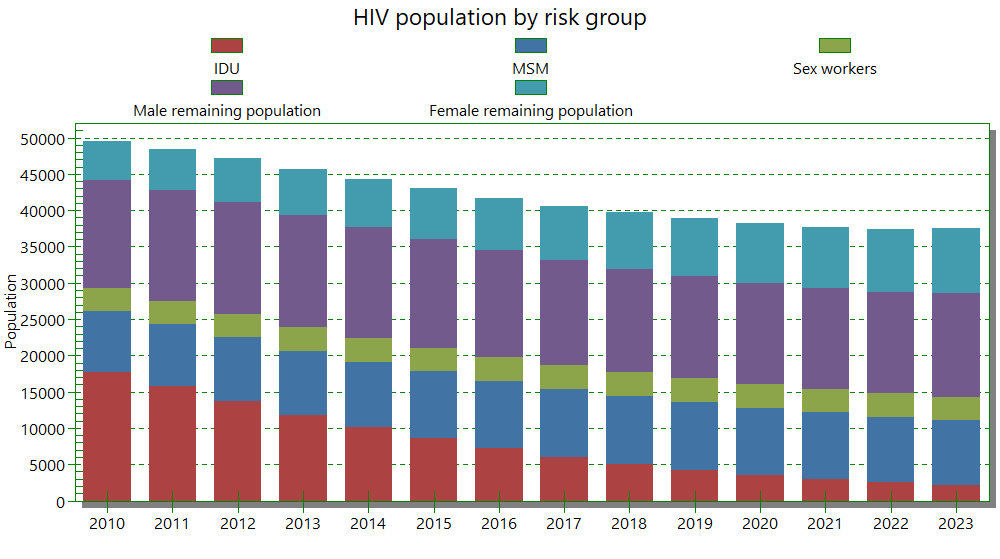 HIV population by risk group
IDU
MSM
Sex workers
Male remaining population
Female remaining population
Population
50000
45000
40000
35000
30000
25000
20000
15000
10000
5000
0
2010 2011 2012 2013 2014 2015 2016 2017 2018 2019 2020 2021 2022 2023